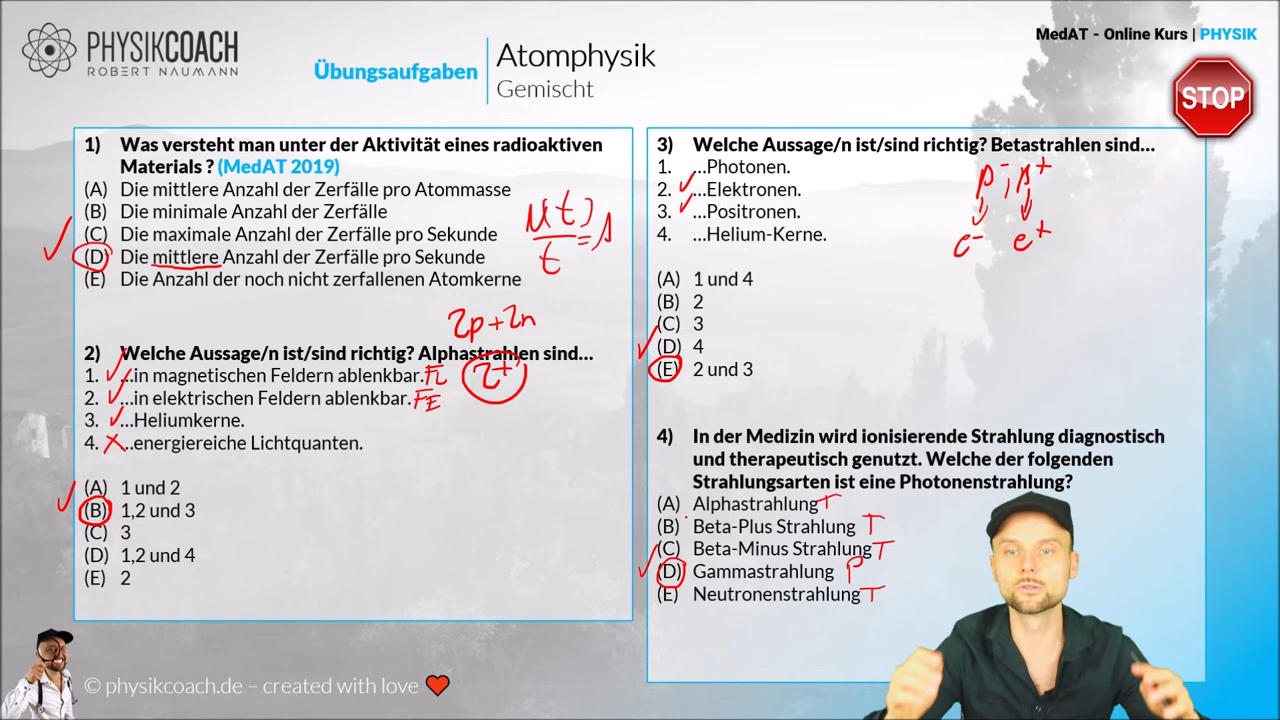 PHYSIKCOACH
ROBERT NAUMANN
Übungsaufgaben
Atomphysik
Gemischt
MedAT - Online Kurs | PHYSIK
STOP
1) Was versteht man unter der Aktivität eines radioaktiven
Materials ? (MedAT 2019)
(A) Die mittlere Anzahl der Zerfälle pro Atommasse
(B) Die minimale Anzahl der Zerfälle
(C) Die maximale Anzahl der Zerfälle pro Sekunde
(D) Die mittlere Anzahl der Zerfälle pro Sekunde
(E) Die Anzahl der noch nicht zerfallenen Atomkerne
2p+2n
2+
2) Welche Aussage/n ist/sind richtig? Alphastrahlen sind...
1. ...in magnetischen Feldern ablenkbar. FL
2. ...in elektrischen Feldern ablenkbar. FE
3. ...Heliumkerne.
4. ...energiereiche Lichtquanten.
(A) 1 und 2
(B) 1,2 und 3
(C) 3
(D) 1,2 und 4
(E) 2
3) Welche Aussage/n ist/sind richtig? Betastrahlen sind...
1. ...Photonen.
2. ...Elektronen.
3. ...Positronen.
4. ...Helium-Kerne.
β⁻; β⁺
e⁻ e⁺
(A) 1 und 4
(B) 2
(C) 3
(D) 4
(E) 2 und 3
4) In der Medizin wird ionisierende Strahlung diagnostisch
und therapeutisch genutzt. Welche der folgenden
Strahlungsarten ist eine Photonenstrahlung?
(A) Alphastrahlung T
(B) Beta-Plus Strahlung T
(C) Beta-Minus Strahlung T
(D) Gammastrahlung P
(E) Neutronenstrahlung T
© physikcoach.de – created with love